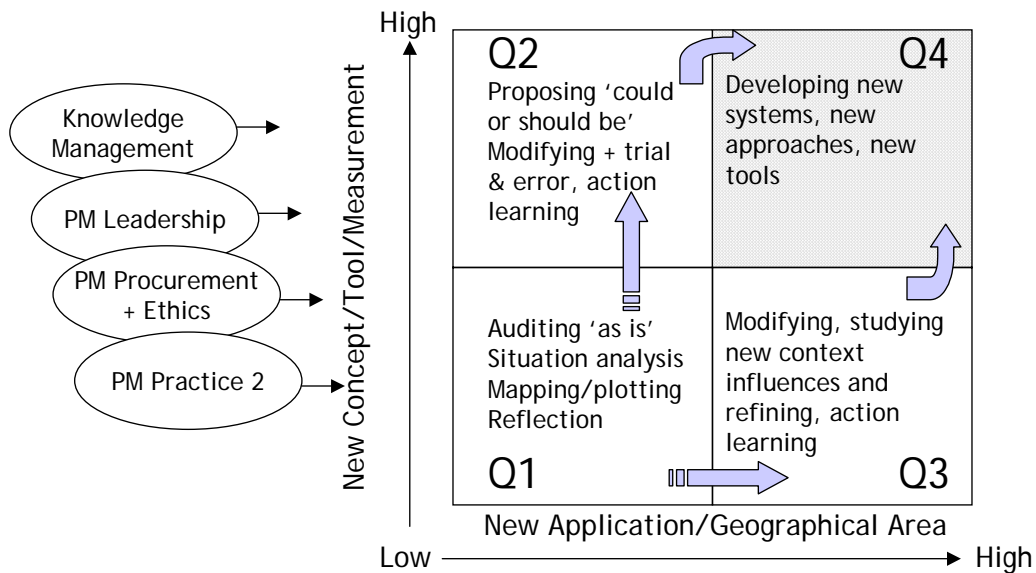 High
New Concept/Tool/Measurement
Knowledge
Management
PM Leadership
PM Procurement
+ Ethics
PM Practice 2
Q2
Proposing ‘could
or should be’
Modifying + trial
& error, action
learning
Q4
Developing new
systems, new
approaches, new
tools
Auditing ‘as is’
Situation analysis
Mapping/plotting
Reflection
Q1
Modifying, studying
new context
influences and
refining, action
learning
Q3
New Application/Geographical Area
Low
High